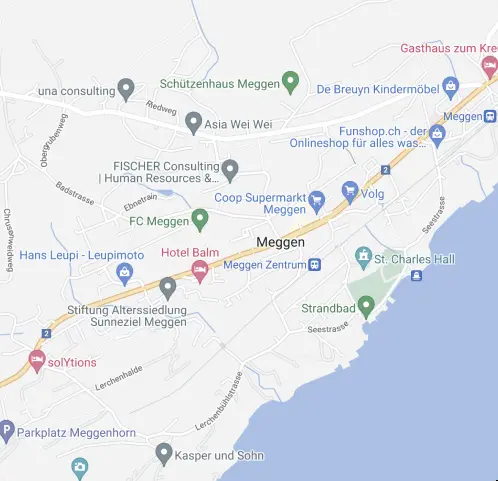 Gasthaus zum Kre
Schützenhaus Meggen
una consulting
De Breuyn Kindermöbel
Riedweg
Meggen
Asia Wei Wei
Funshop.ch - der
Onlineshop für alles was…
Obergrubenweg
FISCHER Consulting
| Human Resources &…
2
Badstrasse
Ebnetrain
Coop Supermarkt
Meggen
Volg
Seestrasse
Chrüserweidweg
FC Meggen
Meggen
Hans Leupi - Leupimoto
Hotel Balm
Meggen Zentrum
St. Charles Hall
Stiftung Alterssiedlung
Sunneziel Meggen
Strandbad
Seestrasse
2
solYtions
Lerchenhalde
Lerchenbühlstrasse
P
Parkplatz Meggenhorn
Kasper und Sohn